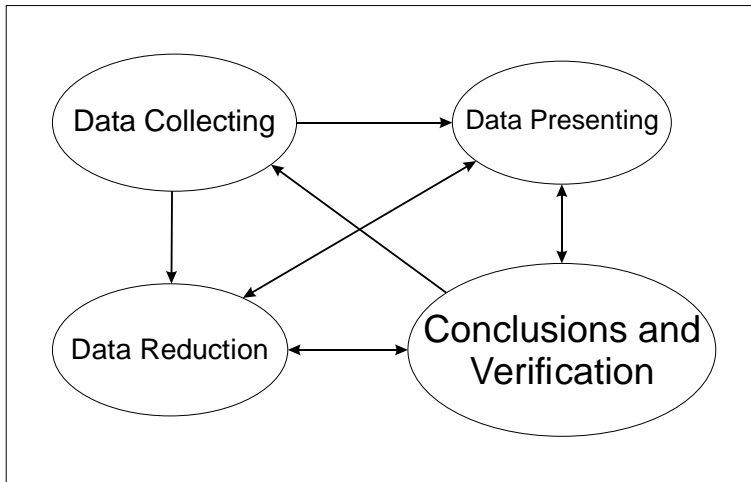 Data Collecting
Data Presenting
Data Reduction
Conclusions and
Verification